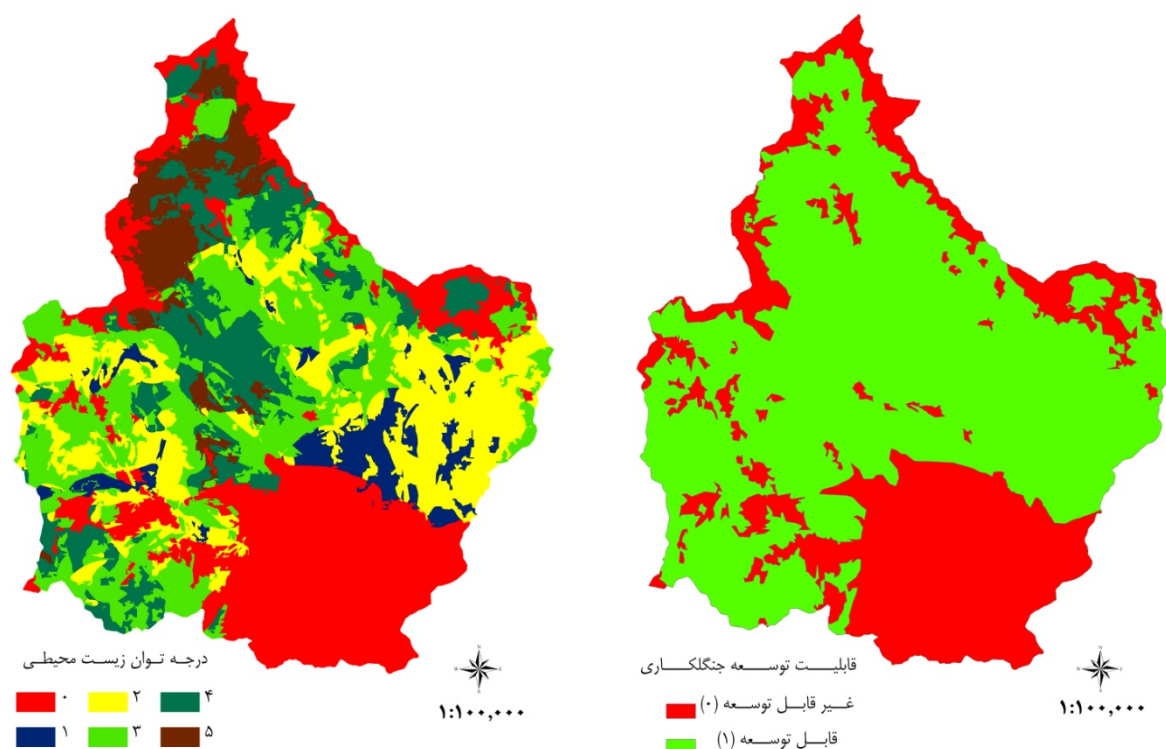 درجه توان زیست محیطی
۰ ۲ ۴
۱ ۳ ۵
۱:۱۰۰,۰۰۰
قابلیت توسعه جنگلکاری
غیر قابل توسعه (۰)
قابل توسعه (۱)
۱:۱۰۰,۰۰۰